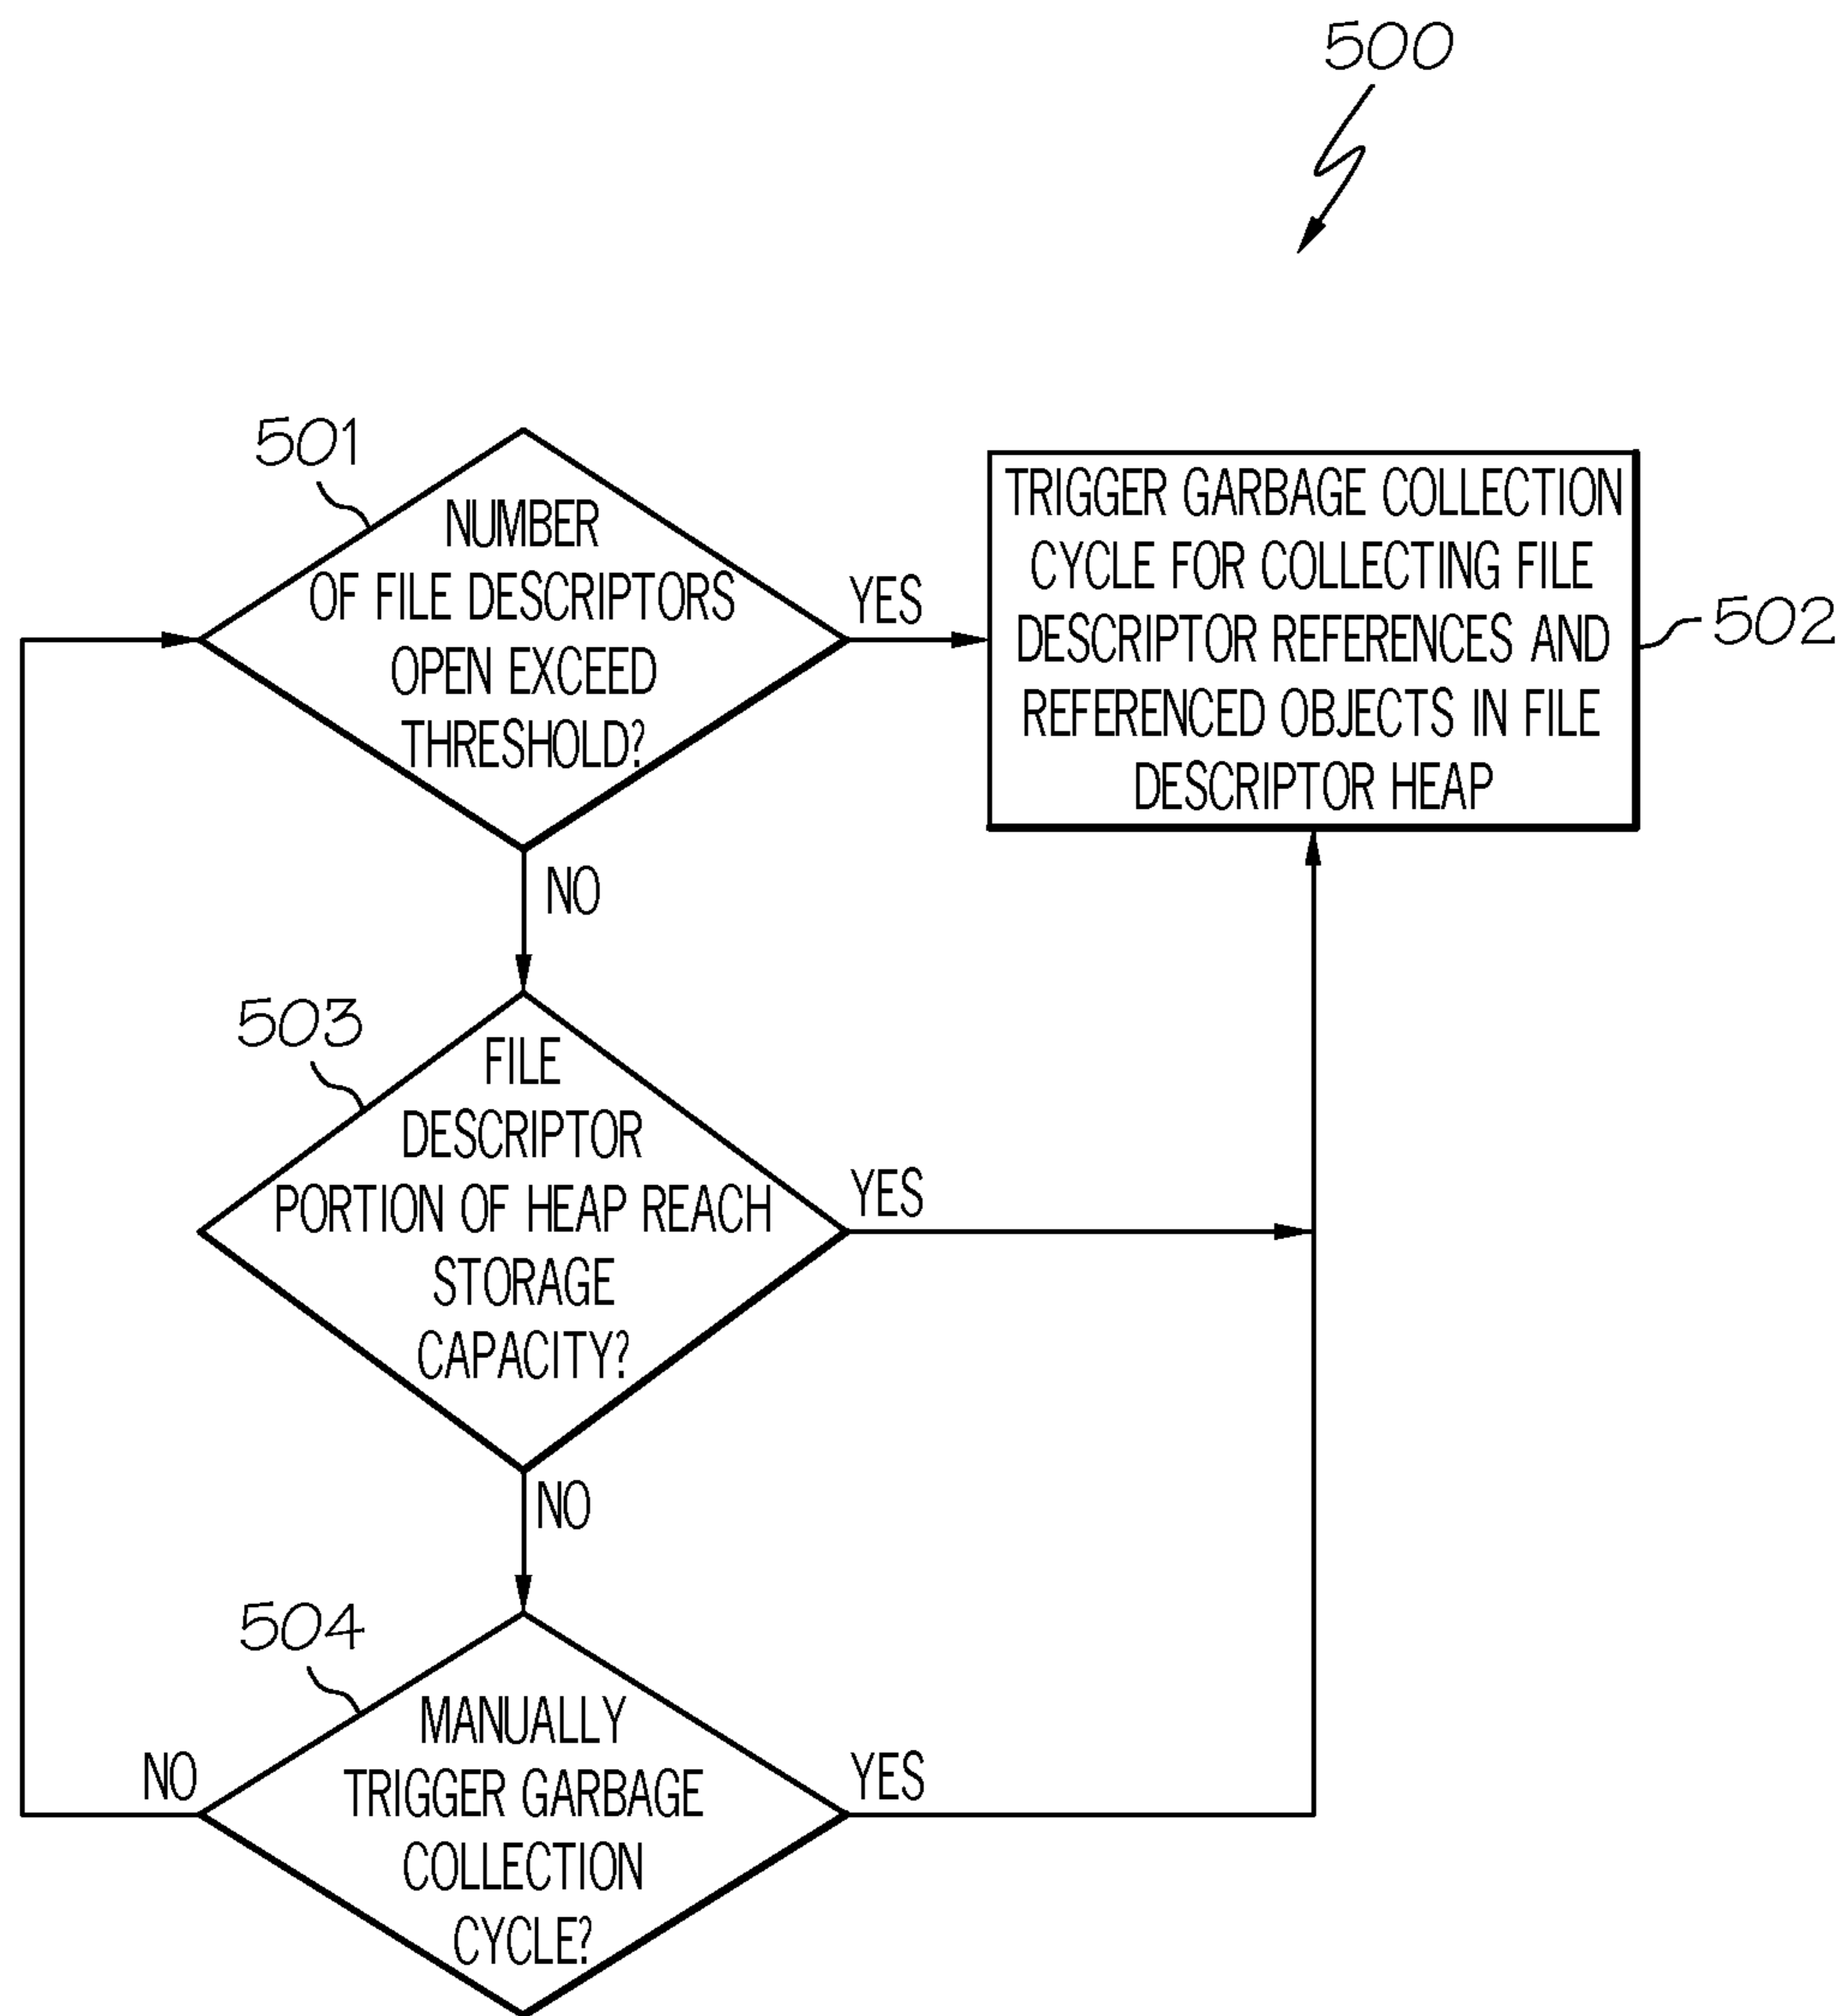 500
501
NUMBER
OF FILE DESCRIPTORS
OPEN EXCEED
THRESHOLD?
YES
TRIGGER GARBAGE COLLECTION
CYCLE FOR COLLECTING FILE
DESCRIPTOR REFERENCES AND
REFERENCED OBJECTS IN FILE
DESCRIPTOR HEAP
502
NO
503
FILE
DESCRIPTOR
PORTION OF HEAP REACH
STORAGE
CAPACITY?
YES
NO
504
MANUALLY
TRIGGER GARBAGE
COLLECTION
CYCLE?
NO
YES